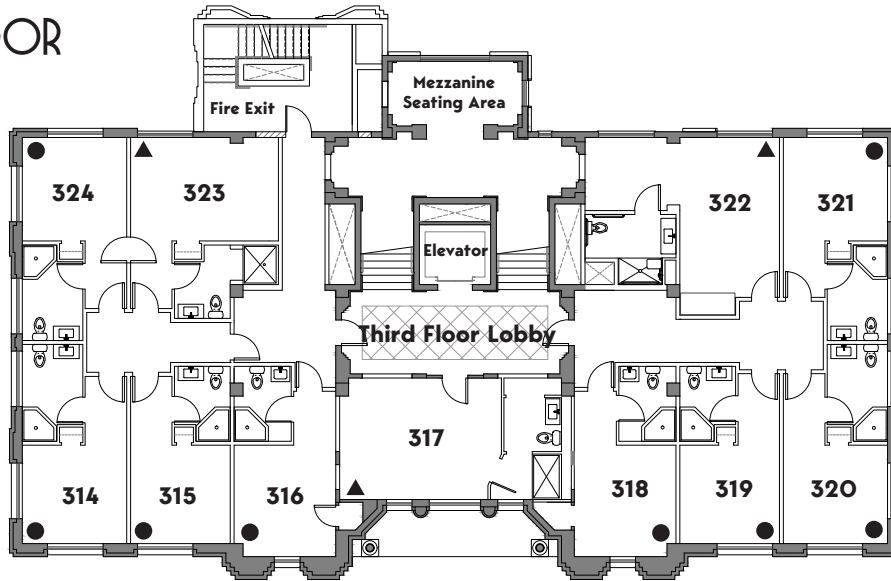 OOR
Mezzanine
Seating Area
Fire Exit
324
323
322
321
Elevator
Third Floor Lobby
317
314
315
316
318
319
320